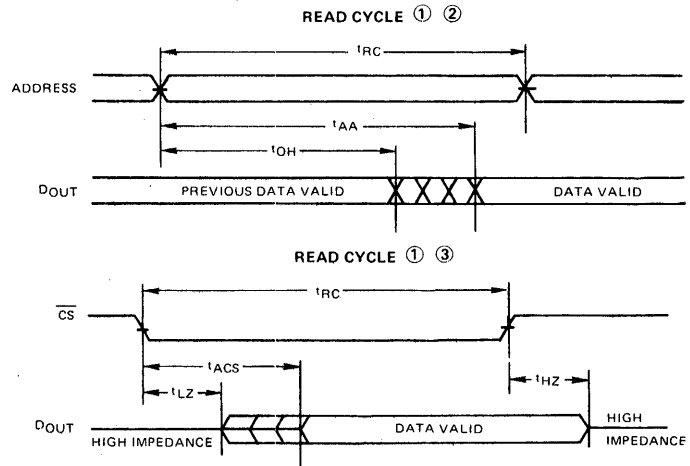 READ CYCLE ① ②
tRC
ADDRESS
tAA
tOH
DOUT
PREVIOUS DATA VALID
DATA VALID
READ CYCLE ① ③
tRC
C̅S̅
tACS
tLZ
tHZ
DOUT
HIGH IMPEDANCE
DATA VALID
HIGH
IMPEDANCE